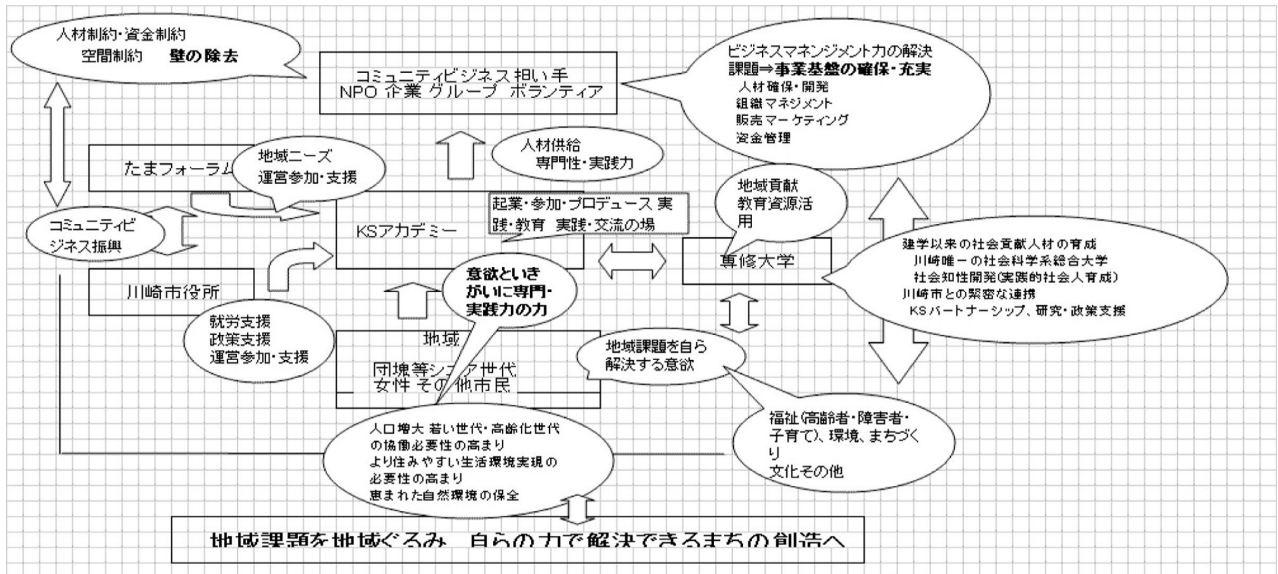 人材制約・資金制約
空間制約　壁の除去
コミュニティビジネス 担い手
NPO 企業 グループ ボランティア
ビジネスマネンジメント力の解決
課題⇒事業基盤の確保・充実
人材確保・開発
組織マネジメント
販売マーケティング
資金管理
たまフォーラム
地域ニーズ
運営参加・支援
人材供給
専門性・実践力
地域貢献
教育資源活
用
コミュニティビ
ジネス振興
KSアカデミー
起業・参加・プロデュース 実
践・教育 実践・交流の場
専修大学
建学以来の社会貢献人材の育成
川崎唯一の社会科学系総合大学
社会知性開発(実践的社会人育成)
川崎市との緊密な連携
KSパートナーシップ、研究・政策支援
川崎市役所
意欲といき
がいに専門・
実践力の力
就労支援
政策支援
運営参加・支援
地域
団塊等シニア世代
女性 その他市民
地域課題を自ら
解決する意欲
人口増大 若い世代・高齢化世代
の協働必要性の高まり
より住みやすい生活環境実現の
必要性の高まり
恵まれた自然環境の保全
福祉(高齢者・障害者・
子育て)、環境、まちづく
り
文化その他
地域課題を地域ぐるみ　自らの力で解決できるまちの創造へ